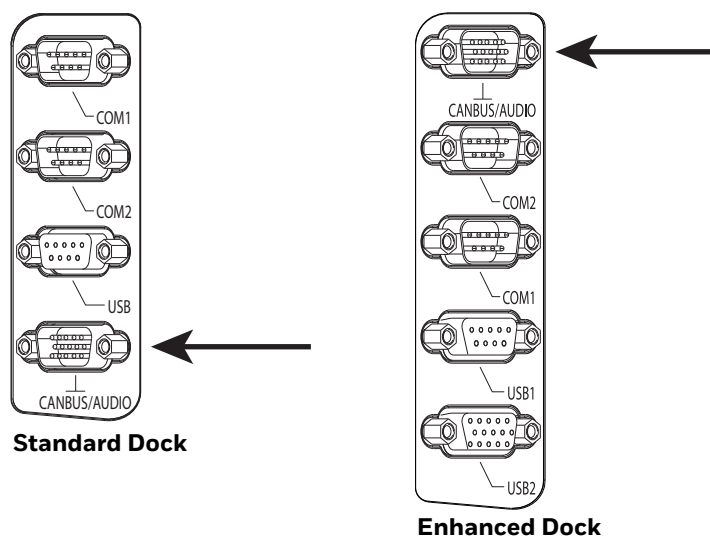 COM1
COM2
USB
CANBUS/AUDIO
Standard Dock
CANBUS/AUDIO
COM2
COM1
USB1
USB2
Enhanced Dock